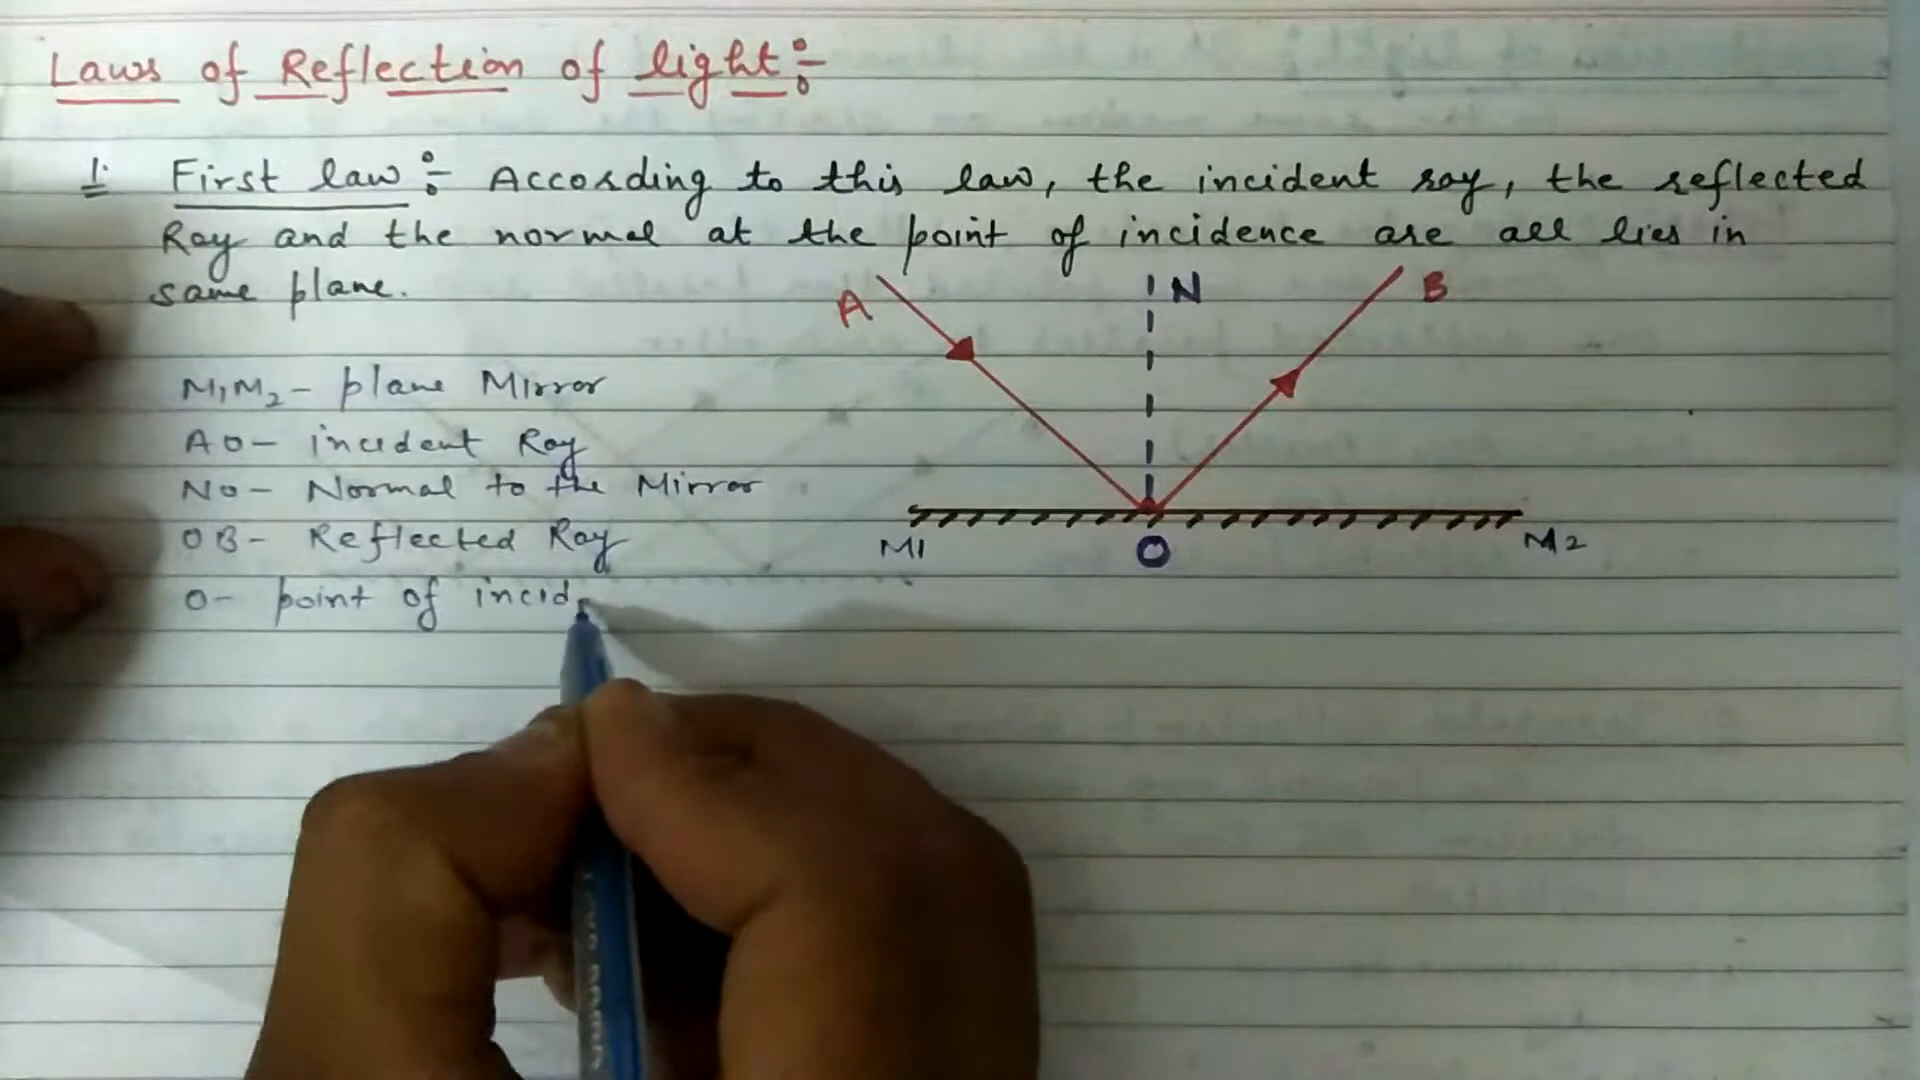 Laws of Reflection of light:-
1. First law:- According to this law, the incident ray, the reflected
Ray and the normal at the point of incidence are all lies in
same plane.
A
N
B
M1M2- plane Mirror
AO- incident Ray
NO- Normal to the Mirror
OB- Reflected Ray
M1
O
M2
O- point of incid